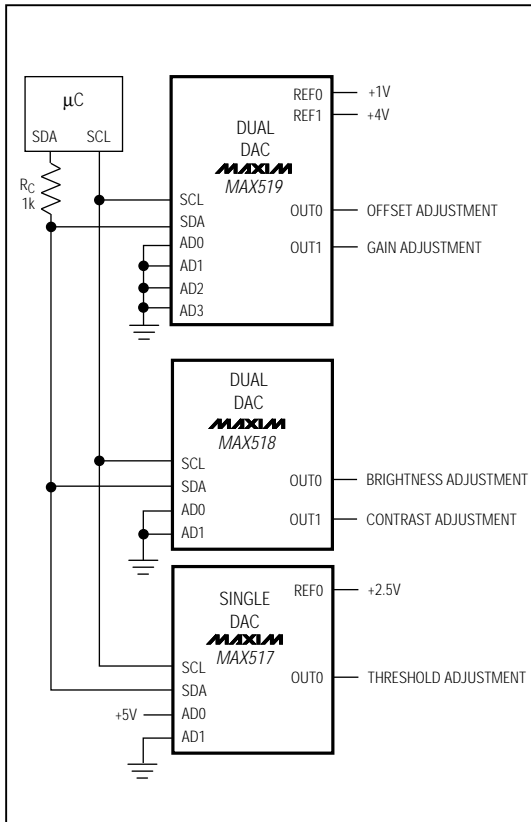 µC
SDA SCL
RC
1k
DUAL
DAC
MAXIM
MAX519
REF0 +1V
REF1 +4V
SCL
SDA
AD0
AD1
AD2
AD3
OUT0 OFFSET ADJUSTMENT
OUT1 GAIN ADJUSTMENT
DUAL
DAC
MAXIM
MAX518
SCL
SDA
AD0
AD1
OUT0 BRIGHTNESS ADJUSTMENT
OUT1 CONTRAST ADJUSTMENT
SINGLE
DAC
MAXIM
MAX517
REF0 +2.5V
SCL
SDA
+5V AD0
AD1
OUT0 THRESHOLD ADJUSTMENT